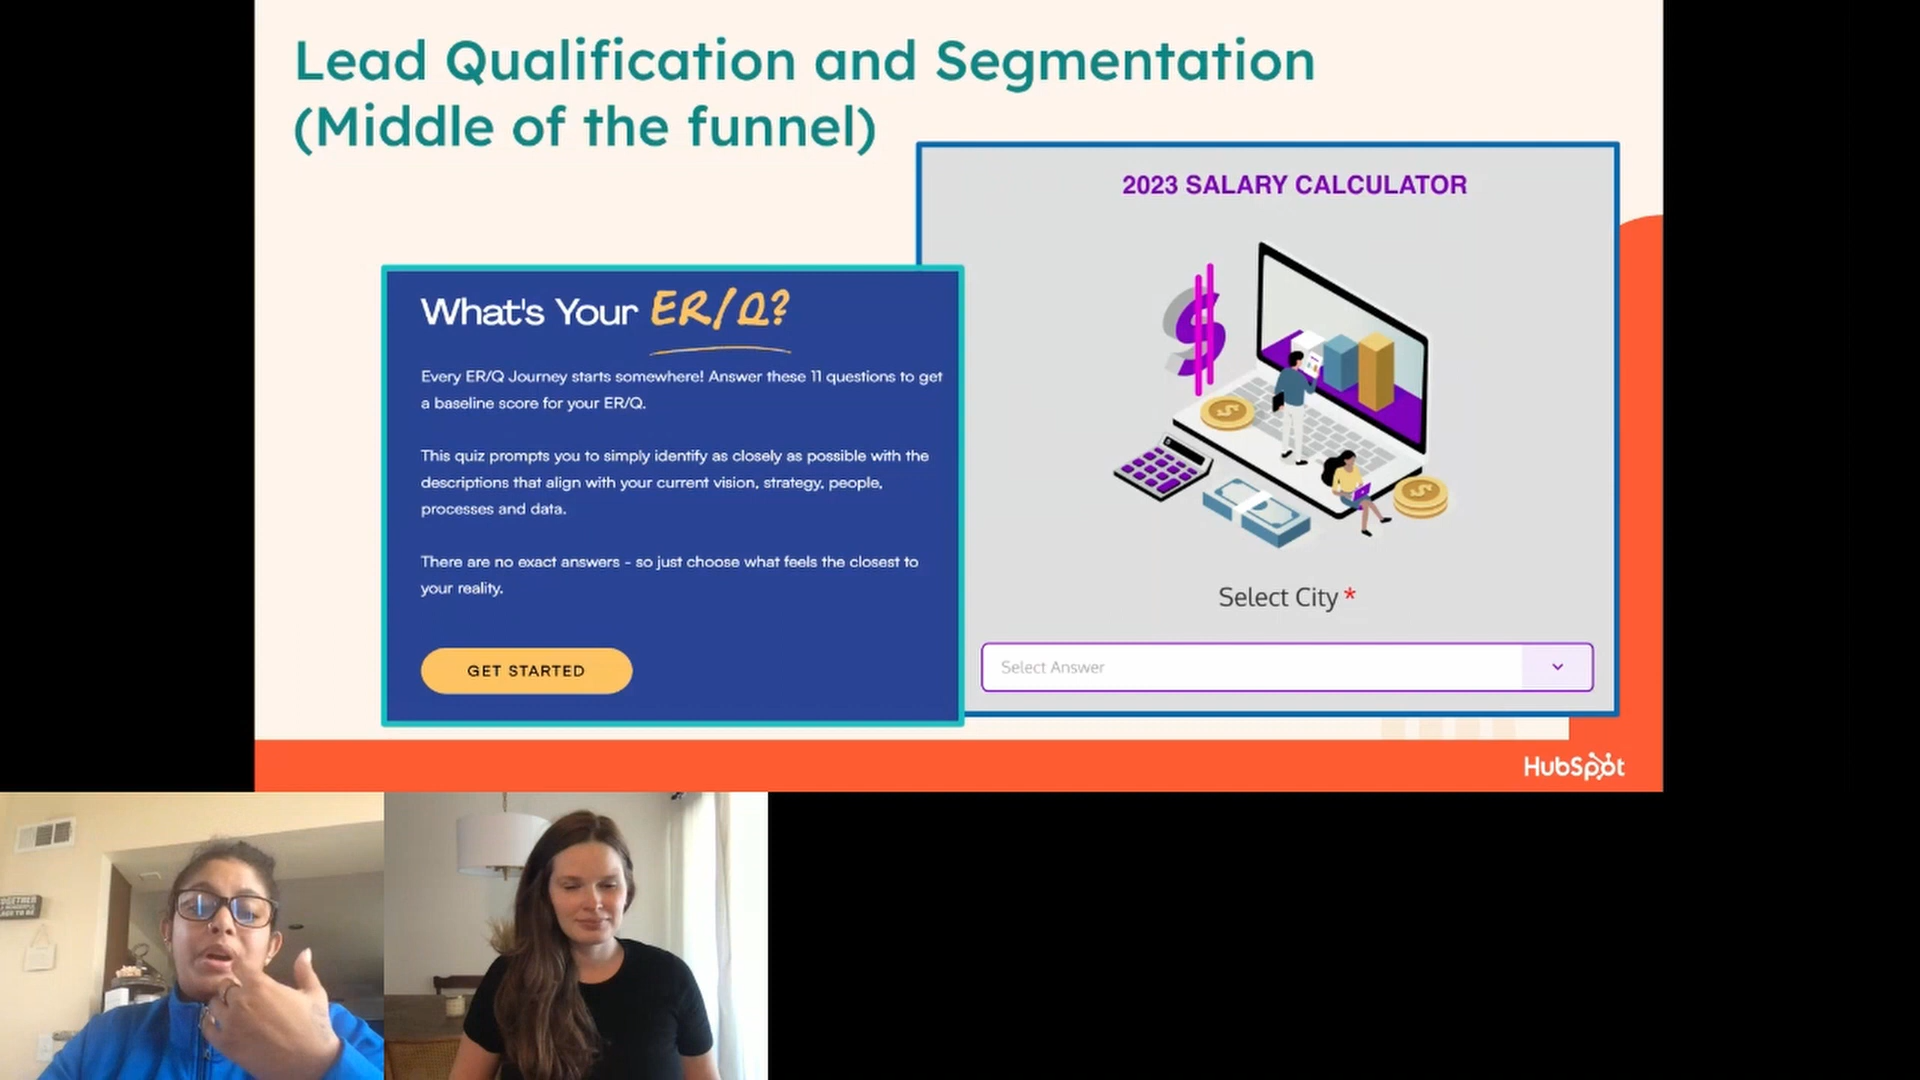 Lead Qualification and Segmentation
(Middle of the funnel)
2023 SALARY CALCULATOR
What's Your ER/Q?
Every ER/Q Journey starts somewhere! Answer these 11 questions to get
a baseline score for your ER/Q.
This quiz prompts you to simply identify as closely as possible with the
descriptions that align with your current vision, strategy, people,
processes and data.
There are no exact answers - so just choose what feels the closest to
your reality.
GET STARTED
Select City *
Select Answer
HubSpot
TOGETHER
PLACE TO BE